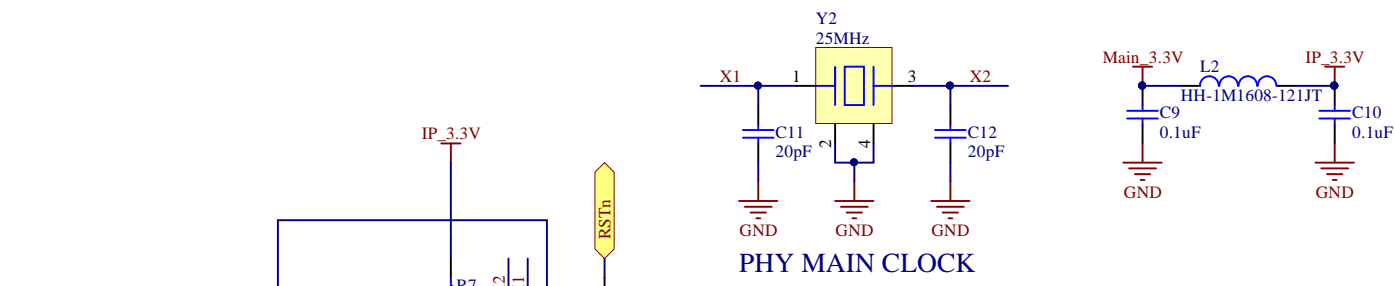 Y2
25MHz
X1
1
3
X2
C11
20pF
2
4
C12
20pF
GND
GND
GND
PHY MAIN CLOCK
Main_3.3V
L2
IP_3.3V
HH-1M1608-121JT
C9
0.1uF
C10
0.1uF
GND
GND
IP_3.3V
RSTn
R7